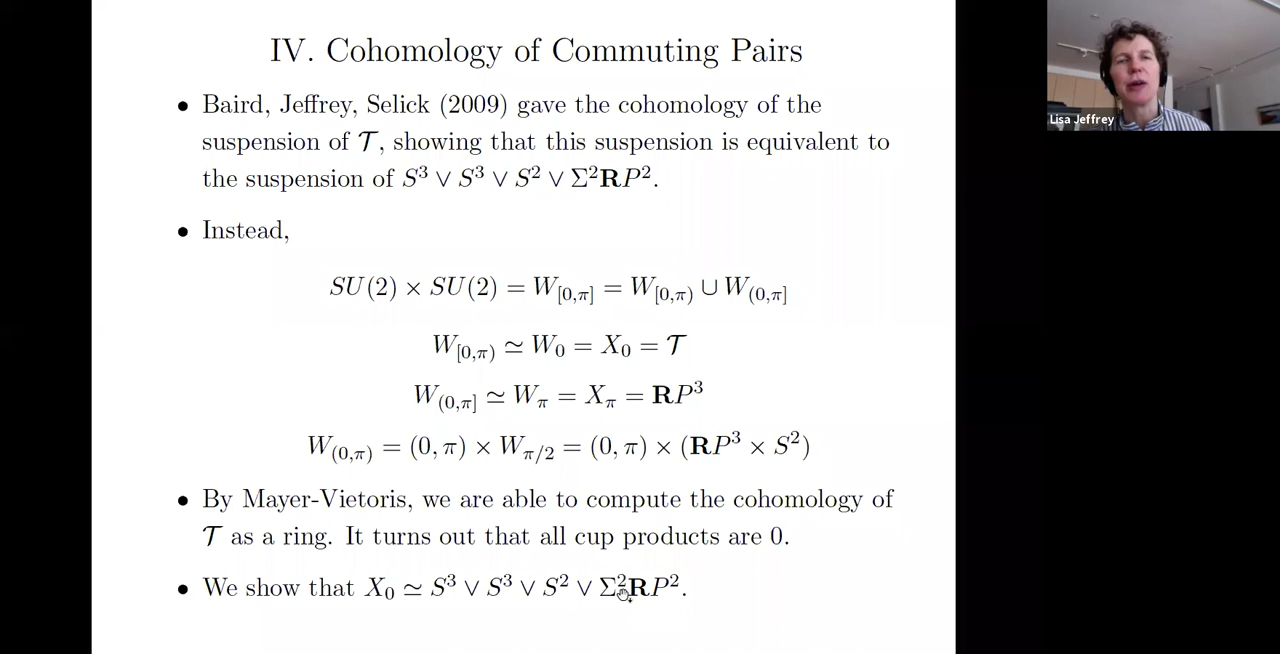 IV. Cohomology of Commuting Pairs
• Baird, Jeffrey, Selick (2009) gave the cohomology of the
suspension of 𝒯, showing that this suspension is equivalent to
the suspension of S³ ∨ S³ ∨ S² ∨ Σ²𝐑P².
• Instead,
SU(2) × SU(2) = W_{[0,π]} = W_{[0,π)} ∪ W_{(0,π]}
W_{[0,π)} ≃ W₀ = X₀ = 𝒯
W_{(0,π]} ≃ W_π = X_π = 𝐑P³
W_{(0,π)} = (0, π) × W_{π/2} = (0, π) × (𝐑P³ × S²)
• By Mayer-Vietoris, we are able to compute the cohomology of
𝒯 as a ring. It turns out that all cup products are 0.
• We show that X₀ ≃ S³ ∨ S³ ∨ S² ∨ Σ²𝐑P².
Lisa Jeffrey